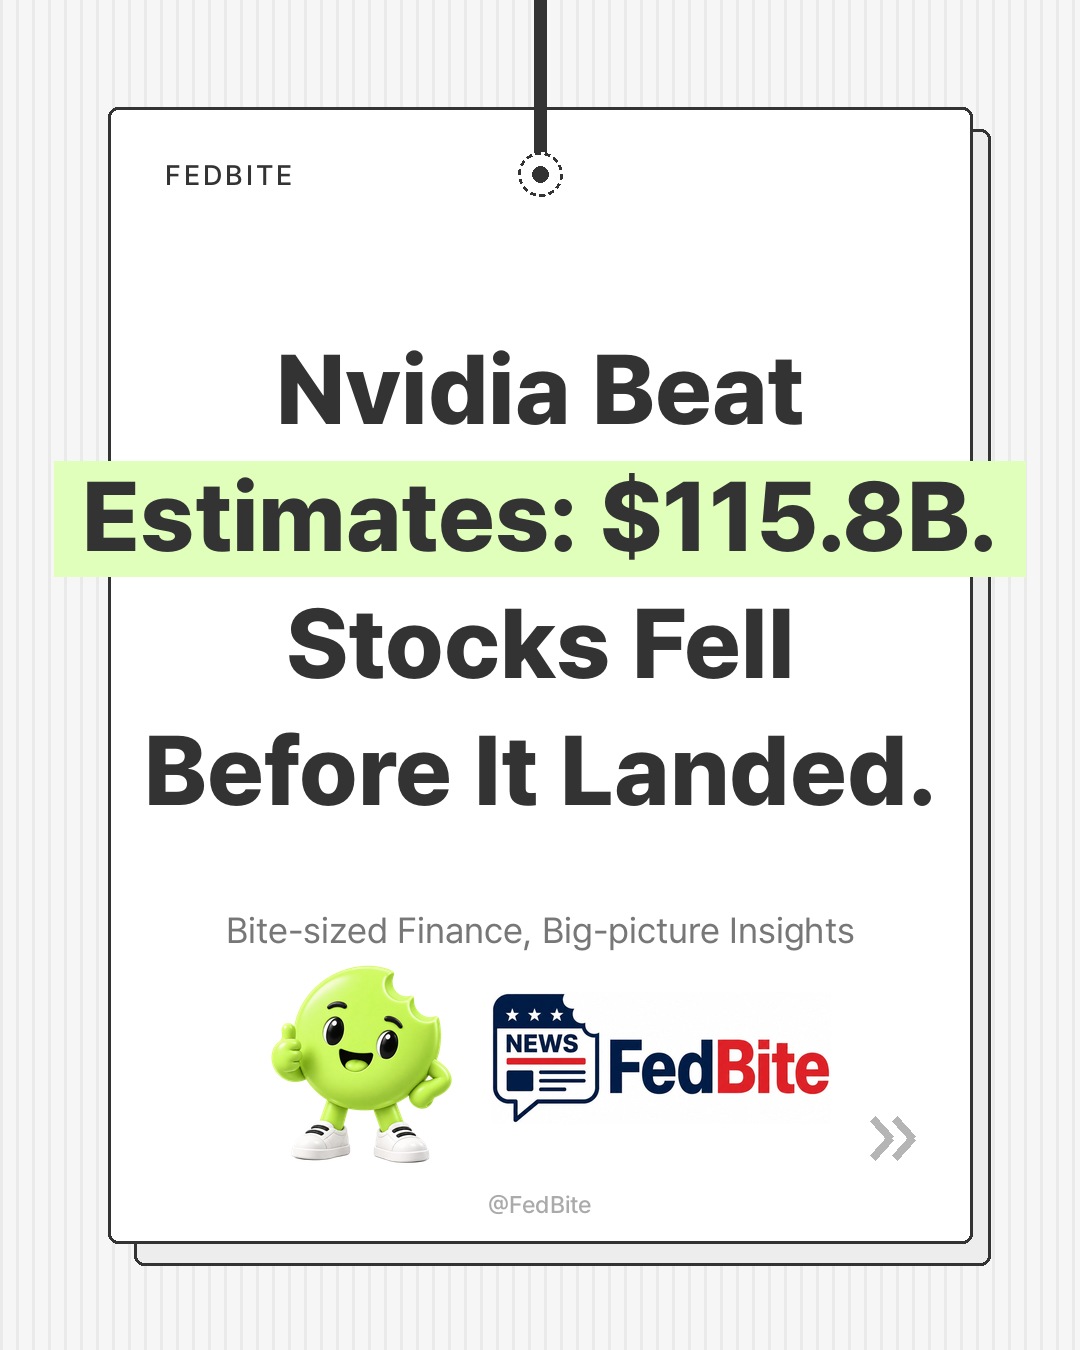 FEDBITE
Nvidia Beat
Estimates: $115.8B.
Stocks Fell
Before It Landed.
Bite-sized Finance, Big-picture Insights
NEWS
FedBite
@FedBite